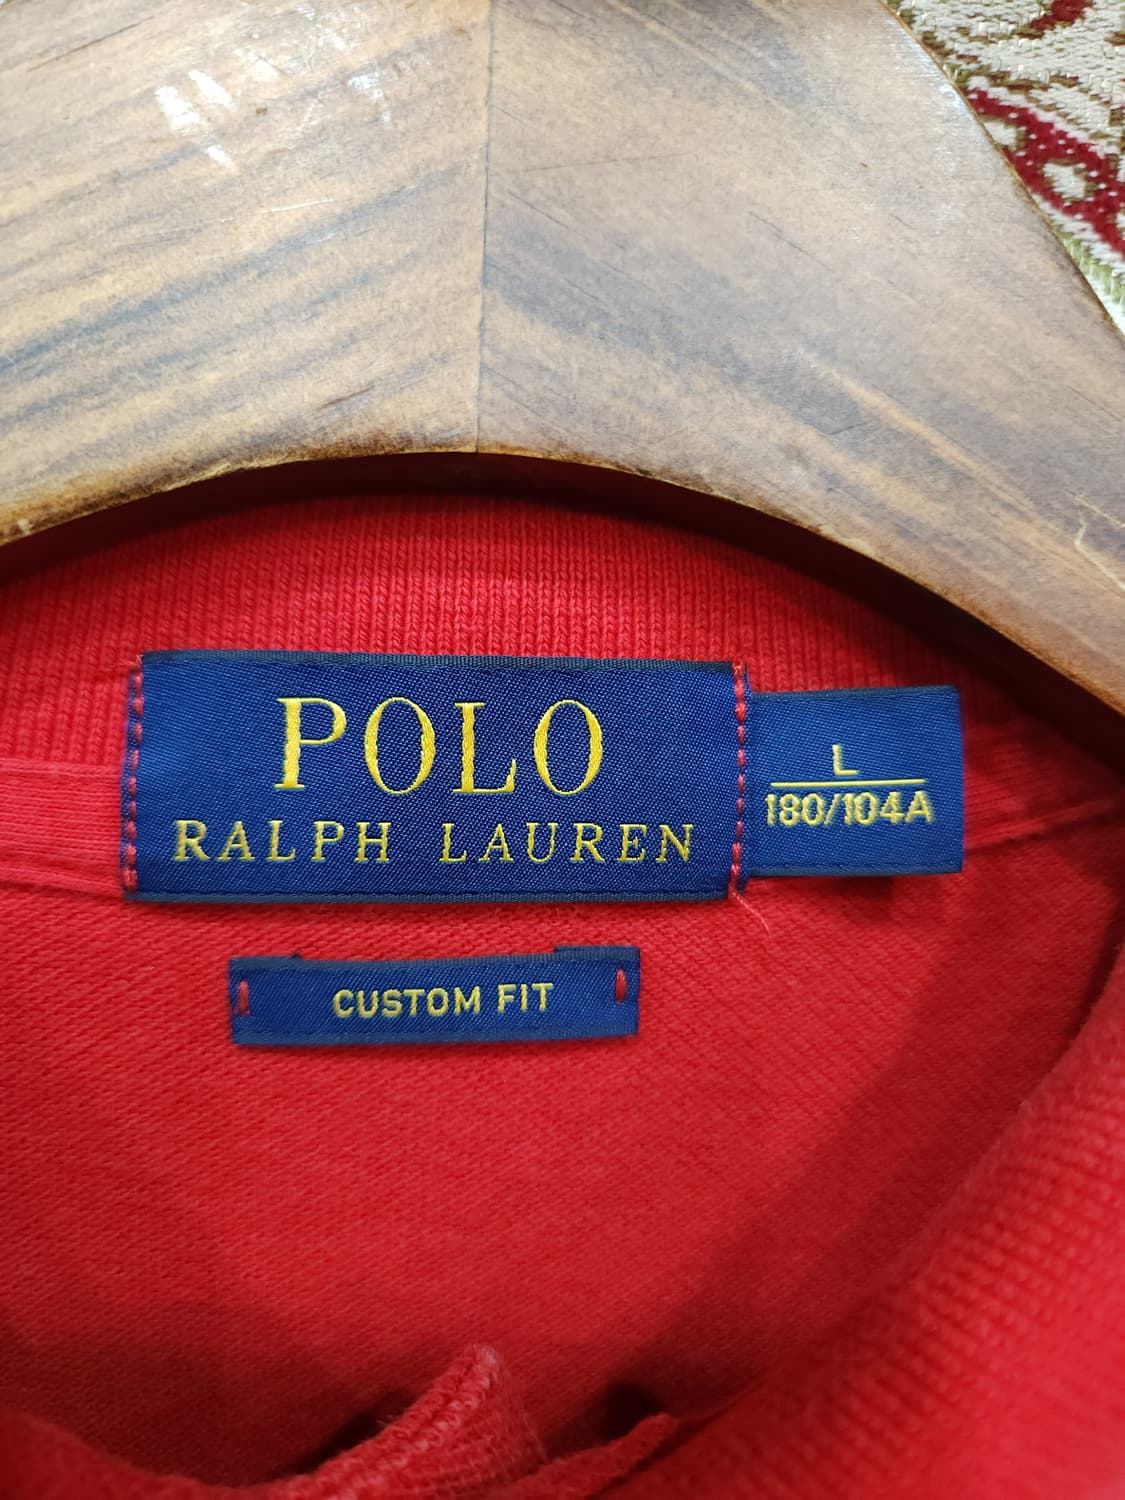 POLO
RALPH LAUREN
L
180/104A
CUSTOM FIT